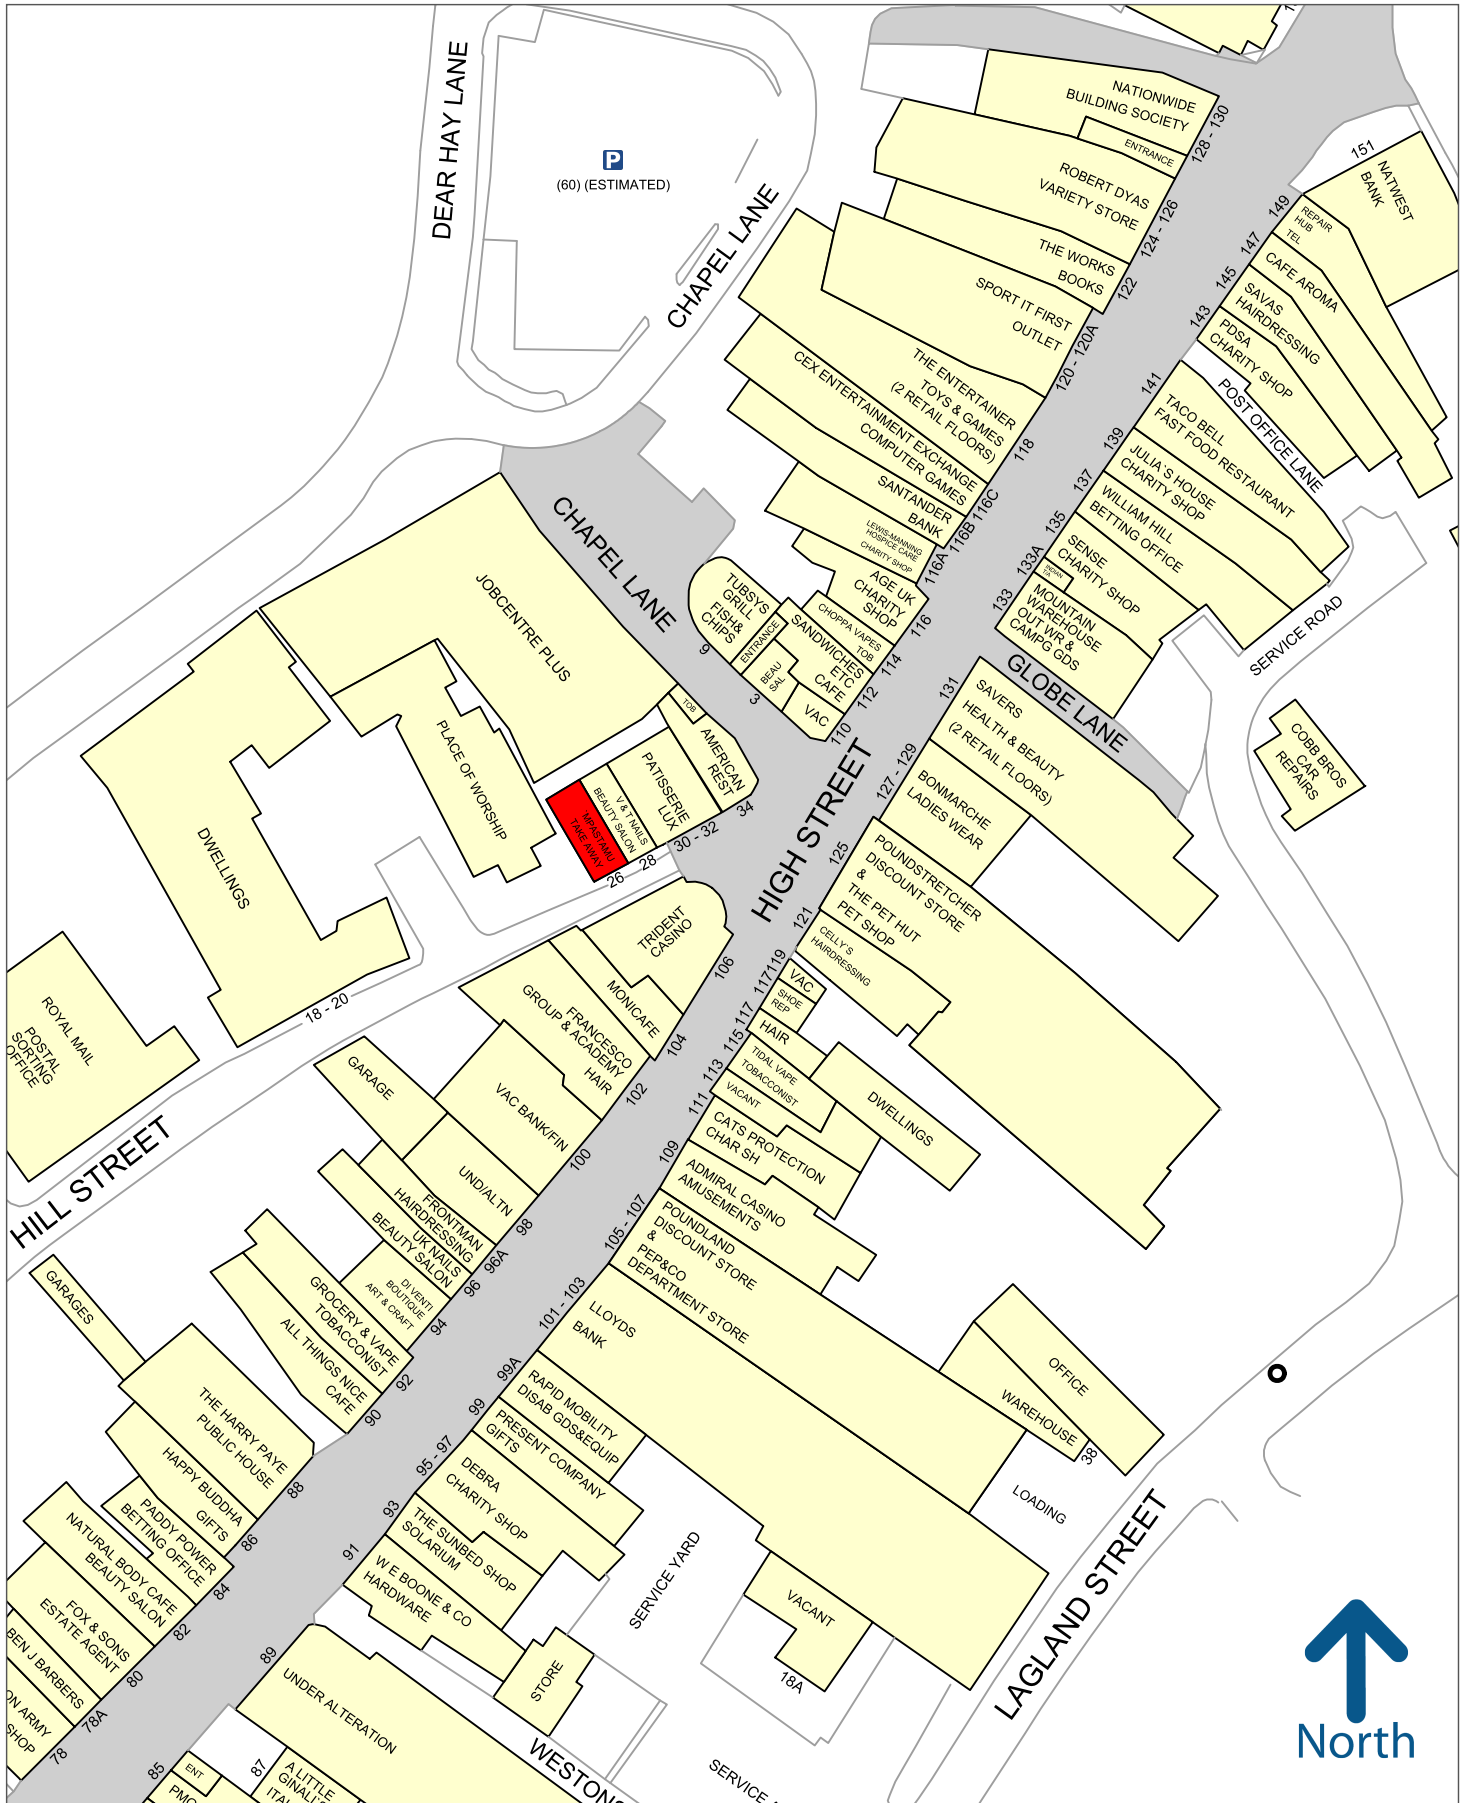 DEAR HAY LANE
P
(60) (ESTIMATED)
CHAPEL LANE
NATIONWIDE
BUILDING SOCIETY
128 - 130
ENTRANCE
ROBERT DYAS
VARIETY STORE
124 - 126
THE WORKS
BOOKS
122
SPORT IT FIRST
OUTLET
120 - 120A
THE ENTERTAINER
TOYS & GAMES
(2 RETAIL FLOORS)
118
CEX ENTERTAINMENT EXCHANGE
COMPUTER GAMES
116C
SANTANDER
BANK
116B
LEWIS-MANNING
HOSPICE CARE
CHARITY SHOP
116A
AGE UK
CHARITY
SHOP
116
CHOPPA VAPES
TOB
114
SANDWICHES
ETC
CAFE
112
VAC
110
BEAU
SAL
3
ENTRANCE
TUBSYS
GRILL
FISH&
CHIPS
9
151
NATWEST
BANK
149
REPAIR
HUB
TEL
147
CAFE AROMA
145
SAVAS
HAIRDRESSING
143
PDSA
CHARITY SHOP
POST OFFICE LANE
141
TACO BELL
FAST FOOD RESTAURANT
139
JULIA'S HOUSE
CHARITY SHOP
137
WILLIAM HILL
BETTING OFFICE
135
SENSE
CHARITY SHOP
133A
INDIAN
T/A
133
MOUNTAIN
WAREHOUSE
OUT WR &
CAMPG GDS
SERVICE ROAD
GLOBE LANE
COBB BROS
CAR
REPAIRS
131
SAVERS
HEALTH & BEAUTY
(2 RETAIL FLOORS)
127 - 129
BONMARCHE
LADIES WEAR
125
POUNDSTRETCHER
DISCOUNT STORE
&
THE PET HUT
PET SHOP
121
CELLY'S
HAIRDRESSING
119
VAC
117
SHOE
REP
117
HAIR
115
TIDAL VAPE
TOBACCONIST
113
VACANT
111
DWELLINGS
CATS PROTECTION
CHAR SH
109
ADMIRAL CASINO
AMUSEMENTS
105 - 107
POUNDLAND
DISCOUNT STORE
&
PEP&CO
DEPARTMENT STORE
101 - 103
LLOYDS
BANK
99A
RAPID MOBILITY
DISAB GDS&EQUIP
99
PRESENT COMPANY
GIFTS
95 - 97
DEBRA
CHARITY SHOP
93
THE SUNBED SHOP
SOLARIUM
91
W E BOONE & CO
HARDWARE
STORE
89
UNDER ALTERATION
87
A LITTLE
85
ENT
CHAPEL LANE
JOBCENTRE PLUS
TOB
AMERICAN
REST
34
PATISSERIE
LUX
30 - 32
V & T NAILS
BEAUTY SALON
28
'MPASTAMU
TAKE AWAY
26
PLACE OF WORSHIP
DWELLINGS
18 - 20
ROYAL MAIL
POSTAL
SORTING
OFFICE
HILL STREET
HIGH STREET
TRIDENT
CASINO
106
MONICAFE
104
FRANCESCO
GROUP & ACADEMY
HAIR
102
VAC BANK/FIN
100
GARAGE
UND/ALTN
98
FRONTMAN
HAIRDRESSING
96A
UK NAILS
BEAUTY SALON
96
DI VENTI
BOUTIQUE
ART & CRAFT
94
GROCERY & VAPE
TOBACCONIST
92
ALL THINGS NICE
CAFE
90
GARAGES
THE HARRY PAYE
PUBLIC HOUSE
88
HAPPY BUDDHA
GIFTS
86
PADDY POWER
BETTING OFFICE
84
NATURAL BODY CAFE
BEAUTY SALON
82
FOX & SONS
ESTATE AGENT
80
BEN J BARBERS
78A
ON ARMY
SHOP
78
OFFICE
WAREHOUSE
38
LOADING
SERVICE YARD
VACANT
18A
LAGLAND STREET
North